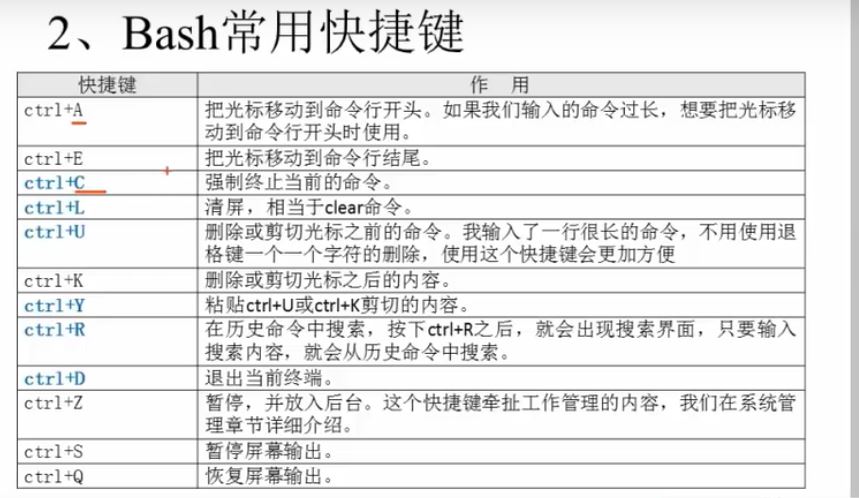 2、Bash常用快捷键
快捷键 作 用
ctrl+A 把光标移动到命令行开头。如果我们输入的命令过长，想要把光标移
动到命令行开头时使用。
ctrl+E 把光标移动到命令行结尾。
ctrl+C 强制终止当前的命令。
ctrl+L 清屏，相当于clear命令。
ctrl+U 删除或剪切光标之前的命令。我输入了一行很长的命令，不用使用退
格键一个一个字符的删除，使用这个快捷键会更加方便
ctrl+K 删除或剪切光标之后的内容。
ctrl+Y 粘贴ctrl+U或ctrl+K剪切的内容。
ctrl+R 在历史命令中搜索，按下ctrl+R之后，就会出现搜索界面，只要输入
搜索内容，就会从历史命令中搜索。
ctrl+D 退出当前终端。
ctrl+Z 暂停，并放入后台。这个快捷键牵扯工作管理的内容，我们在系统管
理章节详细介绍。
ctrl+S 暂停屏幕输出。
ctrl+Q 恢复屏幕输出。